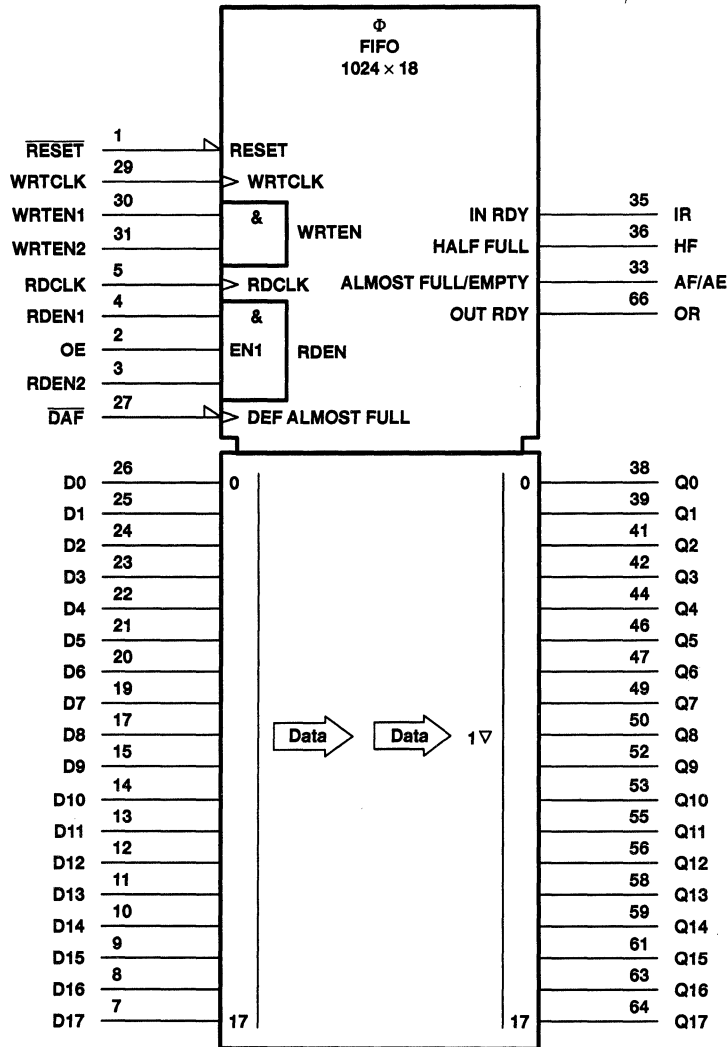 Φ
FIFO
1024 × 18
RESET 1 RESET
WRTCLK 29 WRTCLK
WRTEN1 30 & WRTEN IN RDY 35 IR
WRTEN2 31 HALF FULL 36 HF
RDCLK 5 RDCLK ALMOST FULL/EMPTY 33 AF/AE
RDEN1 4 & OUT RDY 66 OR
OE 2 EN1 RDEN
RDEN2 3
DAF 27 DEF ALMOST FULL
D0 26 0 0 38 Q0
D1 25 39 Q1
D2 24 41 Q2
D3 23 42 Q3
D4 22 44 Q4
D5 21 46 Q5
D6 20 47 Q6
D7 19 49 Q7
D8 17 Data Data 1▽ 50 Q8
D9 15 52 Q9
D10 14 53 Q10
D11 13 55 Q11
D12 12 56 Q12
D13 11 58 Q13
D14 10 59 Q14
D15 9 61 Q15
D16 8 63 Q16
D17 7 17 17 64 Q17